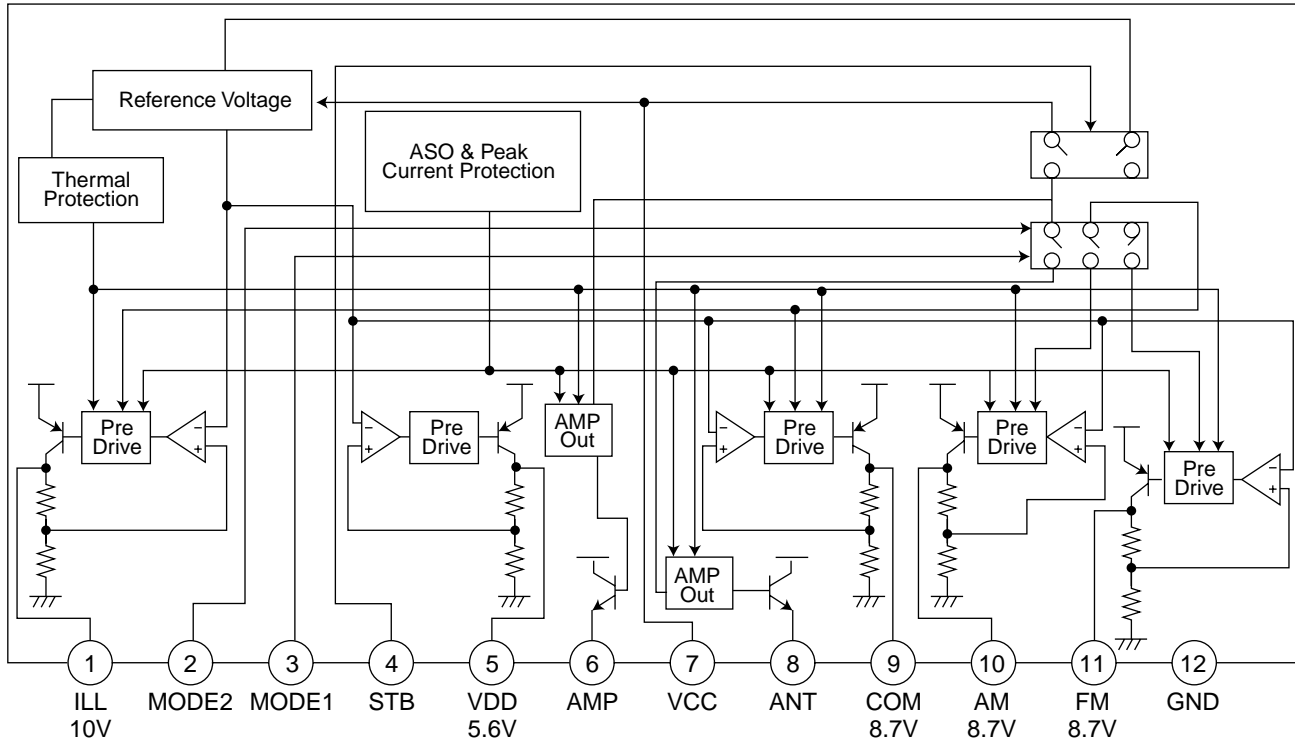 Reference Voltage
ASO & Peak
Current Protection
Thermal
Protection
Pre
Drive
−
+
−
+
Pre
Drive
AMP
Out
−
+
Pre
Drive
Pre
Drive
−
+
Pre
Drive
−
+
AMP
Out
1 2 3 4 5 6 7 8 9 10 11 12
ILL MODE2 MODE1 STB VDD AMP VCC ANT COM AM FM GND
10V 5.6V 8.7V 8.7V 8.7V